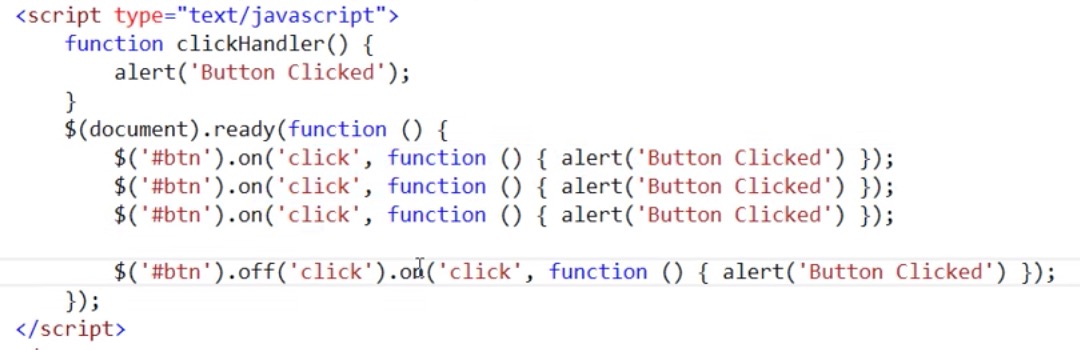 <script type="text/javascript">
function clickHandler() {
alert('Button Clicked');
}
$(document).ready(function () {
$('#btn').on('click', function () { alert('Button Clicked') });
$('#btn').on('click', function () { alert('Button Clicked') });
$('#btn').on('click', function () { alert('Button Clicked') });
$('#btn').off('click').on('click', function () { alert('Button Clicked') });
});
</script>